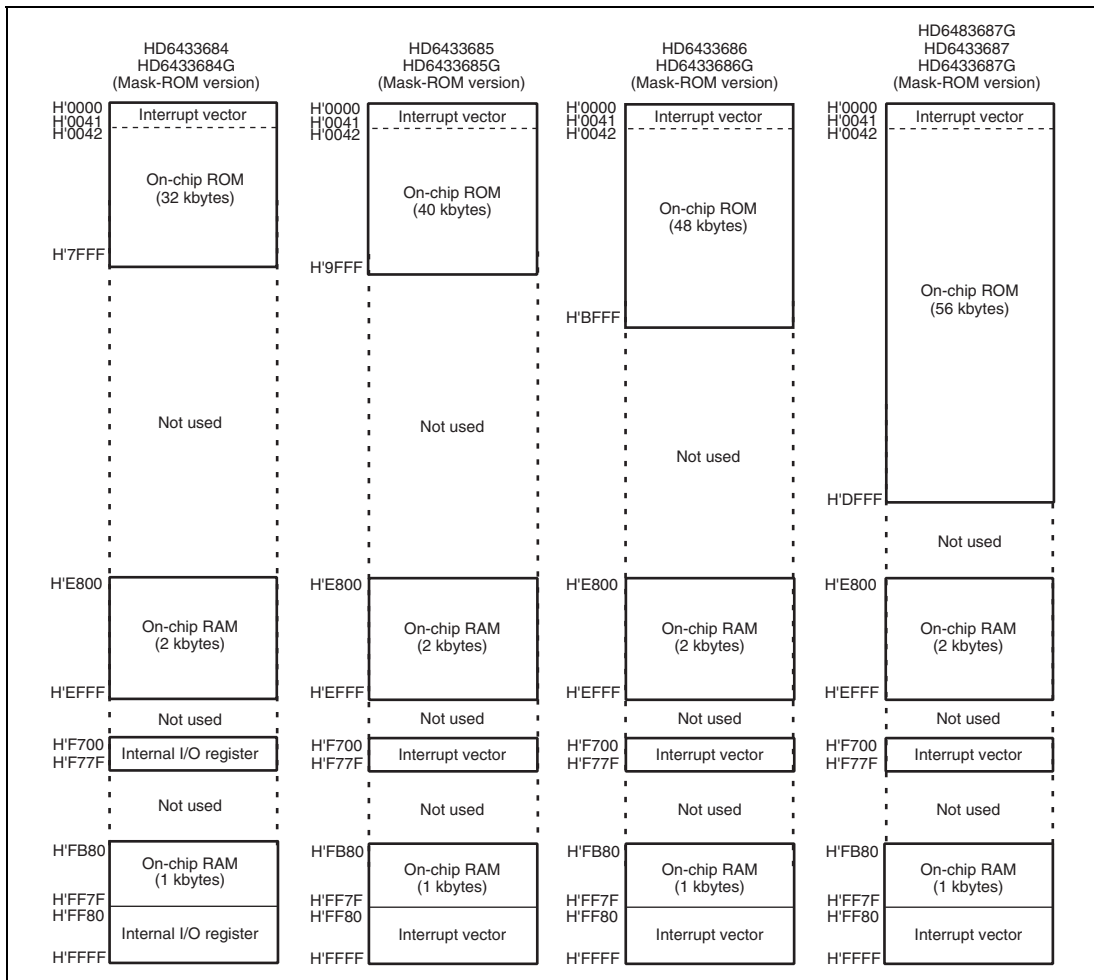 HD6433684
HD6433684G
(Mask-ROM version)
H'0000
H'0041
H'0042
Interrupt vector
On-chip ROM
(32 kbytes)
H'7FFF
Not used
H'E800
On-chip RAM
(2 kbytes)
H'EFFF
Not used
H'F700
H'F77F
Internal I/O register
Not used
H'FB80
On-chip RAM
(1 kbytes)
H'FF7F
H'FF80
Internal I/O register
H'FFFF
HD6433685
HD6433685G
(Mask-ROM version)
H'0000
H'0041
H'0042
Interrupt vector
On-chip ROM
(40 kbytes)
H'9FFF
Not used
H'E800
On-chip RAM
(2 kbytes)
H'EFFF
Not used
H'F700
H'F77F
Interrupt vector
Not used
H'FB80
On-chip RAM
(1 kbytes)
H'FF7F
H'FF80
Interrupt vector
H'FFFF
HD6433686
HD6433686G
(Mask-ROM version)
H'0000
H'0041
H'0042
Interrupt vector
On-chip ROM
(48 kbytes)
H'BFFF
Not used
H'E800
On-chip RAM
(2 kbytes)
H'EFFF
Not used
H'F700
H'F77F
Interrupt vector
Not used
H'FB80
On-chip RAM
(1 kbytes)
H'FF7F
H'FF80
Interrupt vector
H'FFFF
HD6483687G
HD6433687
HD6433687G
(Mask-ROM version)
H'0000
H'0041
H'0042
Interrupt vector
On-chip ROM
(56 kbytes)
H'DFFF
Not used
H'E800
On-chip RAM
(2 kbytes)
H'EFFF
Not used
H'F700
H'F77F
Interrupt vector
Not used
H'FB80
On-chip RAM
(1 kbytes)
H'FF7F
H'FF80
Interrupt vector
H'FFFF